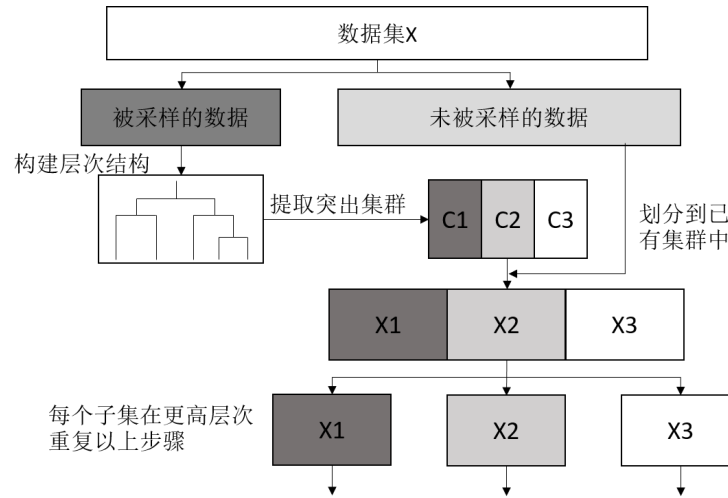 数据集X
被采样的数据
未被采样的数据
构建层次结构
提取突出集群
C1
C2
C3
划分到已
有集群中
X1
X2
X3
每个子集在更高层次
重复以上步骤
X1
X2
X3